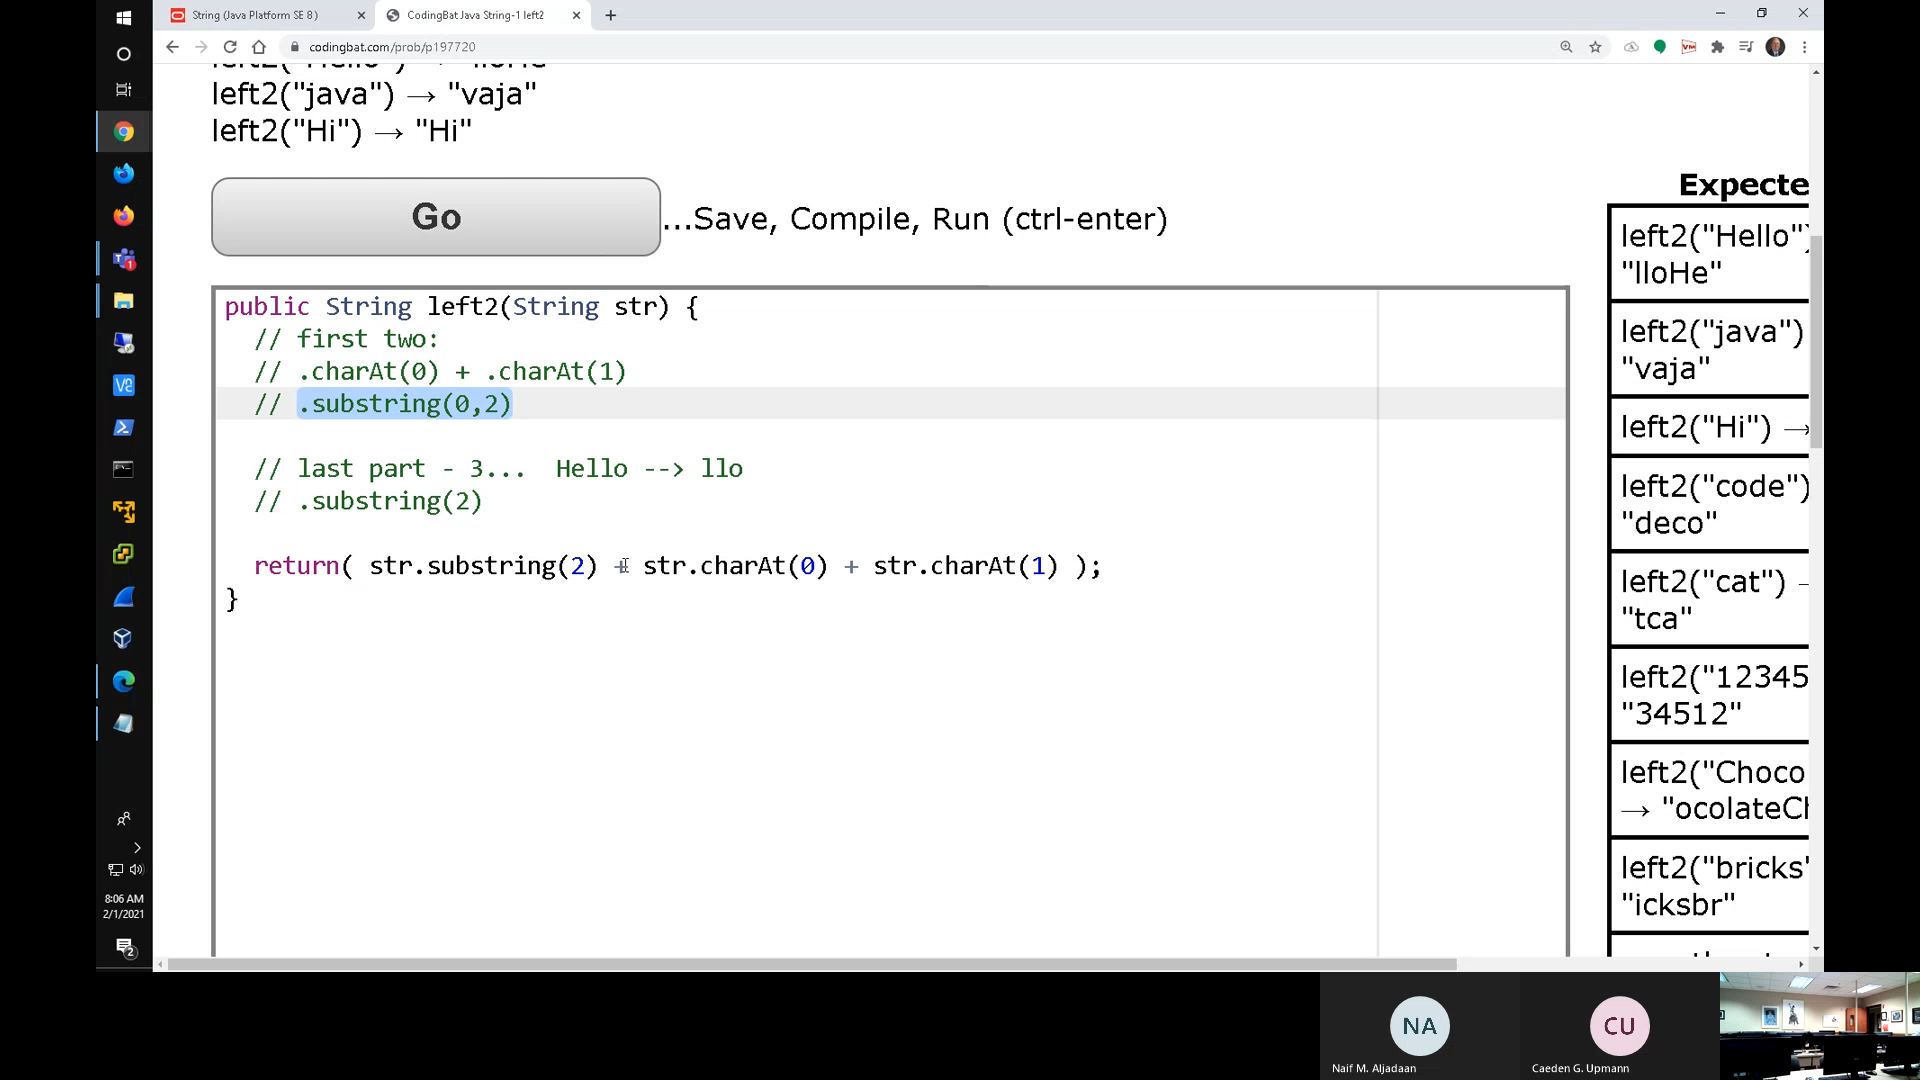 String (Java Platform SE 8)
CodingBat Java String-1 left2
codingbat.com/prob/p197720
left2("java") → "vaja"
left2("Hi") → "Hi"
Go
...Save, Compile, Run (ctrl-enter)
Expecte
left2("Hello")
"lloHe"
left2("java")
"vaja"
left2("Hi") →
left2("code")
"deco"
left2("cat") →
"tca"
left2("12345
"34512"
left2("Choco
→ "ocolateCh
left2("bricks"
"icksbr"
public String left2(String str) {
// first two:
// .charAt(0) + .charAt(1)
// .substring(0,2)
// last part - 3... Hello --> llo
// .substring(2)
return( str.substring(2) + str.charAt(0) + str.charAt(1) );
}
8:06 AM
2/1/2021
2
NA
Naif M. Aljadaan
CU
Caeden G. Upmann